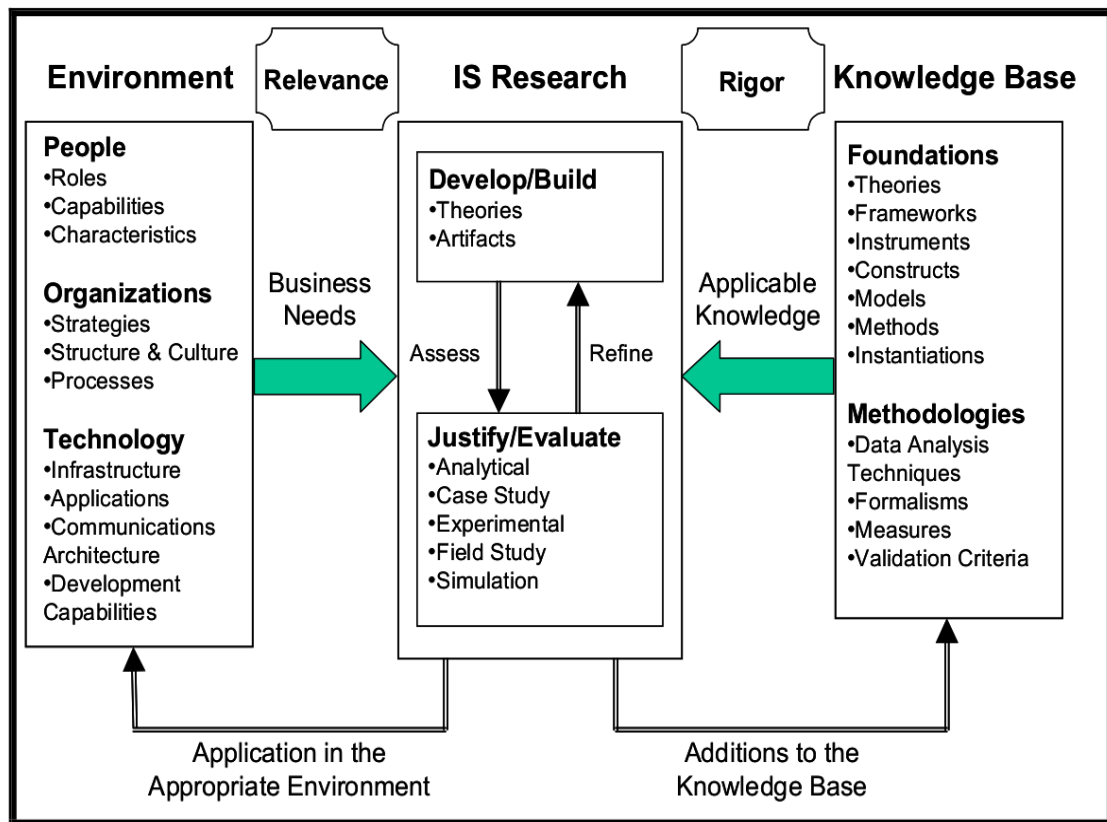 Environment
Relevance
IS Research
Rigor
Knowledge Base
People
•Roles
•Capabilities
•Characteristics
Organizations
•Strategies
•Structure & Culture
•Processes
Technology
•Infrastructure
•Applications
•Communications
Architecture
•Development
Capabilities
Business
Needs
Develop/Build
•Theories
•Artifacts
Assess
Refine
Justify/Evaluate
•Analytical
•Case Study
•Experimental
•Field Study
•Simulation
Applicable
Knowledge
Foundations
•Theories
•Frameworks
•Instruments
•Constructs
•Models
•Methods
•Instantiations
Methodologies
•Data Analysis
Techniques
•Formalisms
•Measures
•Validation Criteria
Application in the
Appropriate Environment
Additions to the
Knowledge Base